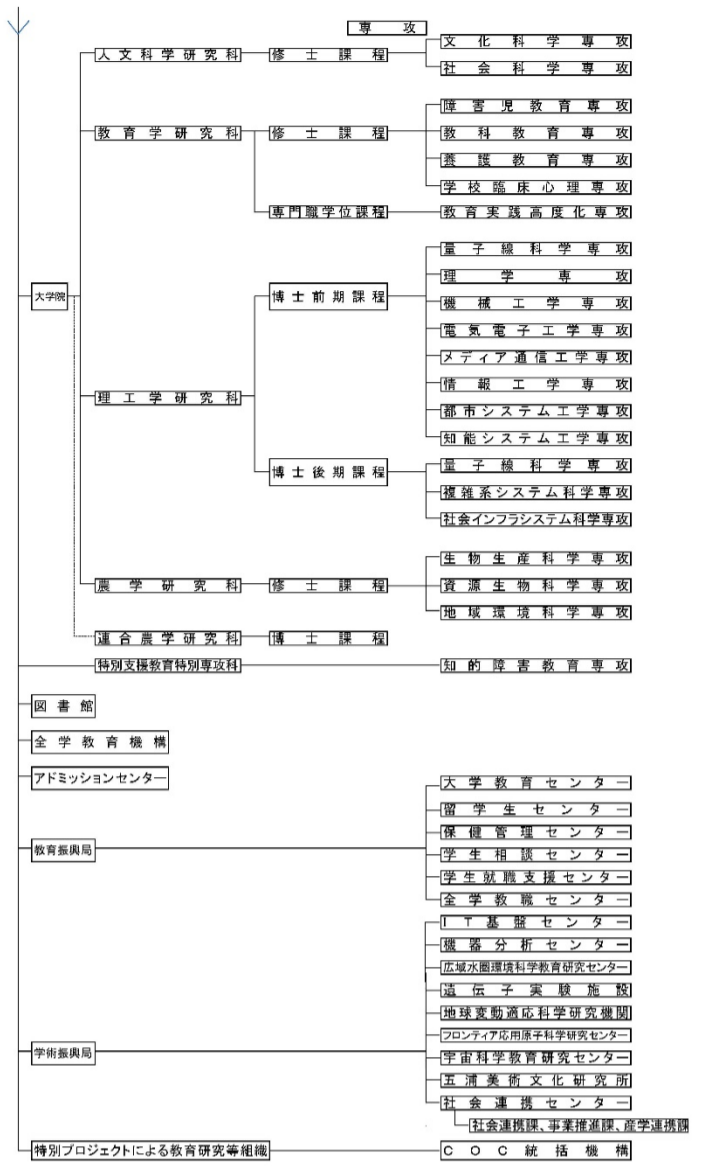 専攻
人文科学研究科 修士課程 文化科学専攻
社会科学専攻
教育学研究科 修士課程 障害児教育専攻
教科教育専攻
養護教育専攻
学校臨床心理専攻
専門職学位課程 教育実践高度化専攻
大学院
理工学研究科
博士前期課程 量子線科学専攻
理学専攻
機械工学専攻
電気電子工学専攻
メディア通信工学専攻
情報工学専攻
都市システム工学専攻
知能システム工学専攻
博士後期課程 量子線科学専攻
複雑系システム科学専攻
社会インフラシステム科学専攻
農学研究科 修士課程 生物生産科学専攻
資源生物科学専攻
地域環境科学専攻
連合農学研究科 博士課程
特別支援教育特別専攻科 知的障害教育専攻
図書館
全学教育機構
アドミッションセンター
教育振興局
大学教育センター
留学生センター
保健管理センター
学生相談センター
学生就職支援センター
全学教職センター
学術振興局
IT基盤センター
機器分析センター
広域水圏環境科学教育研究センター
遺伝子実験施設
地球変動適応科学研究機関
フロンティア応用原子科学研究センター
宇宙科学教育研究センター
五浦美術文化研究所
社会連携センター
社会連携課、事業推進課、産学連携課
特別プロジェクトによる教育研究等組織 COC統括機構